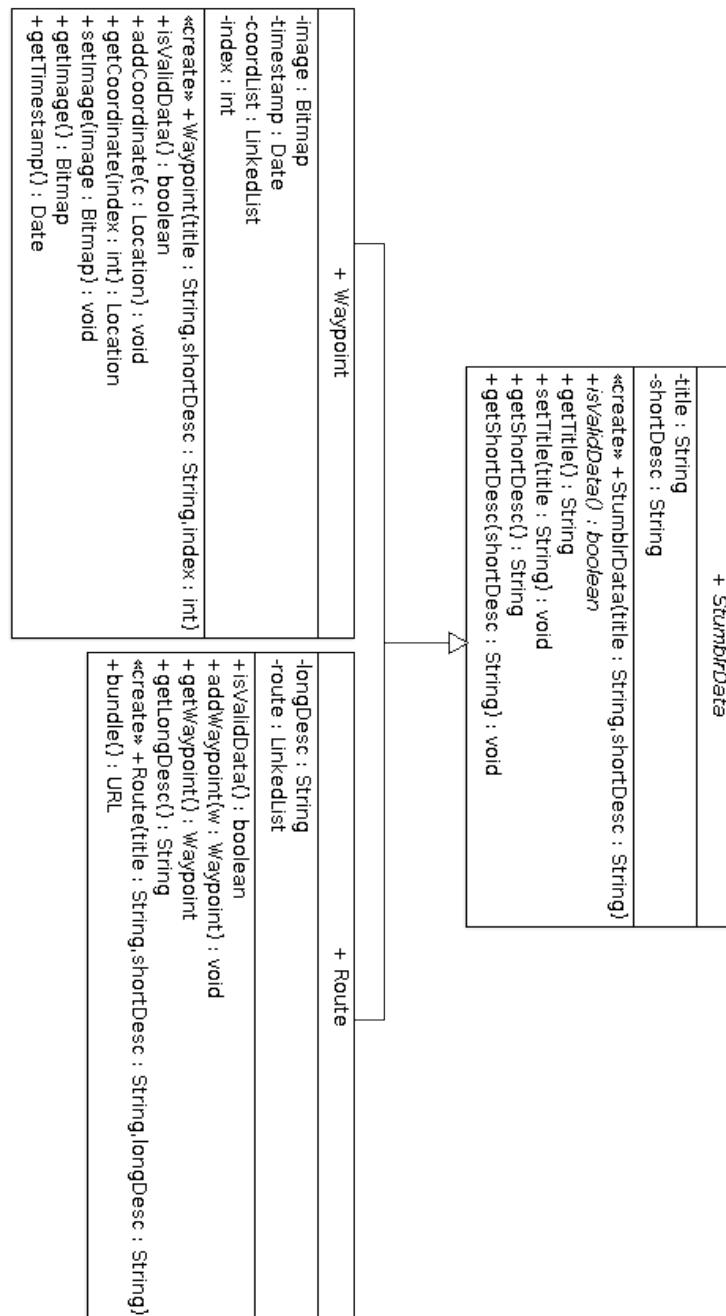 + StumblrData
-title : String
-shortDesc : String
«create» + StumblrData(title : String,shortDesc : String)
+isValidData() : boolean
+getTitle() : String
+setTitle(title : String) : void
+getShortDesc() : String
+getShortDesc(shortDesc : String) : void
+ Waypoint
-image : Bitmap
-timestamp : Date
-coordList : LinkedList
-index : int
«create» + Waypoint(title : String,shortDesc : String,index : int)
+isValidData() : boolean
+addCoordinate(c : Location) : void
+getCoordinate(index : int) : Location
+setImage(image : Bitmap) : void
+getImage() : Bitmap
+getTimestamp() : Date
+ Route
-longDesc : String
-route : LinkedList
+isValidData() : boolean
+addWaypoint(w : Waypoint) : void
+getWaypoint() : Waypoint
+getLongDesc() : String
«create» +Route(title : String,shortDesc : String,longDesc : String)
+bundle() : URL